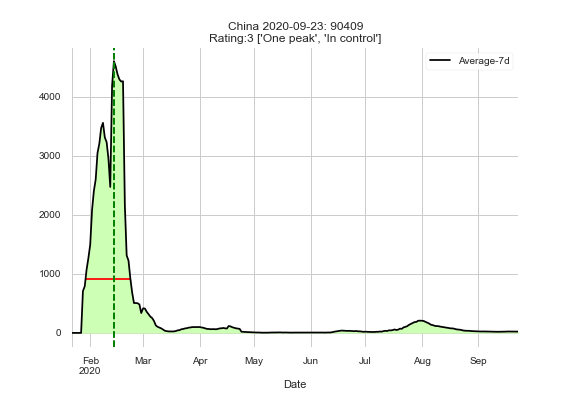 China 2020-09-23: 90409
Rating:3 ['One peak', 'In control']
Average-7d
4000
3000
2000
1000
0
Feb Mar Apr May Jun Jul Aug Sep
2020
Date